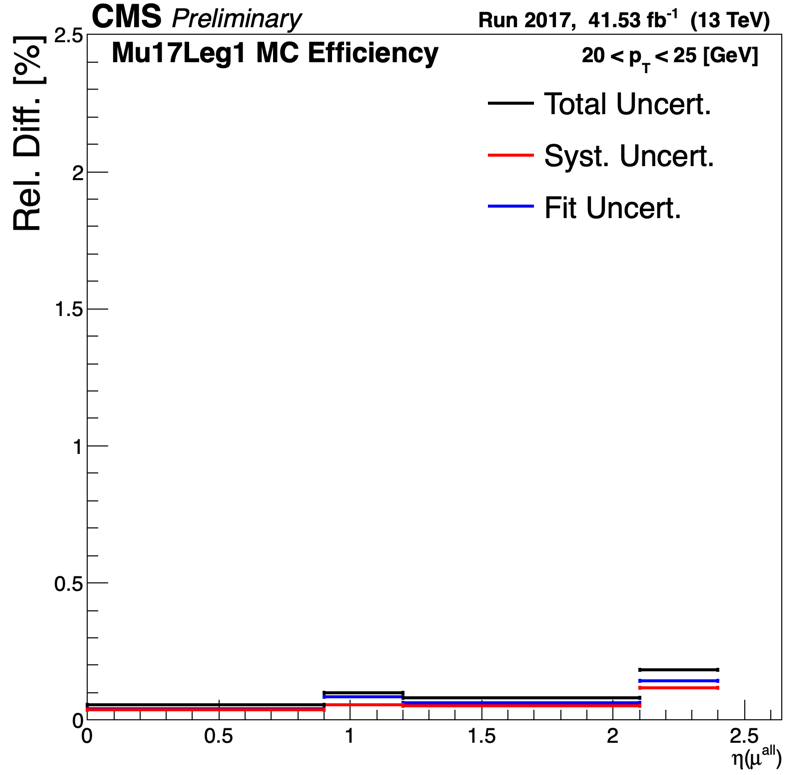 CMS Preliminary Run 2017, 41.53 fb⁻¹ (13 TeV)
Mu17Leg1 MC Efficiency 20 < p_T < 25 [GeV]
Total Uncert.
Syst. Uncert.
Fit Uncert.
Rel. Diff. [%]
2.5
2
1.5
1
0.5
0
0 0.5 1 1.5 2 2.5
η(μ^all)